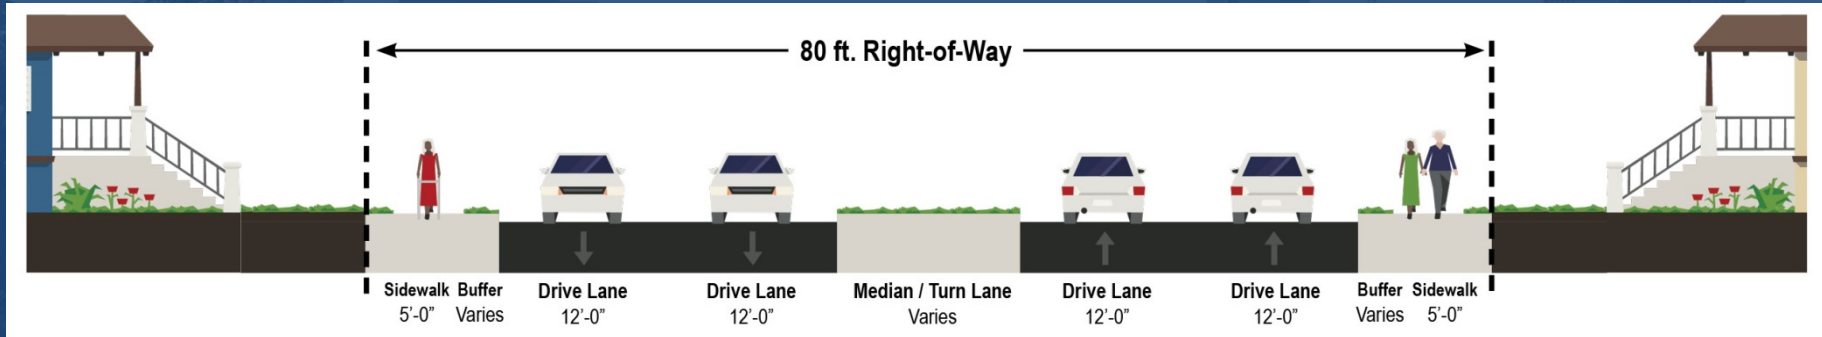 80 ft. Right-of-Way
Sidewalk Buffer Drive Lane Drive Lane Median / Turn Lane Drive Lane Drive Lane Buffer Sidewalk
5'-0" Varies 12'-0" 12'-0" Varies 12'-0" 12'-0" Varies 5'-0"